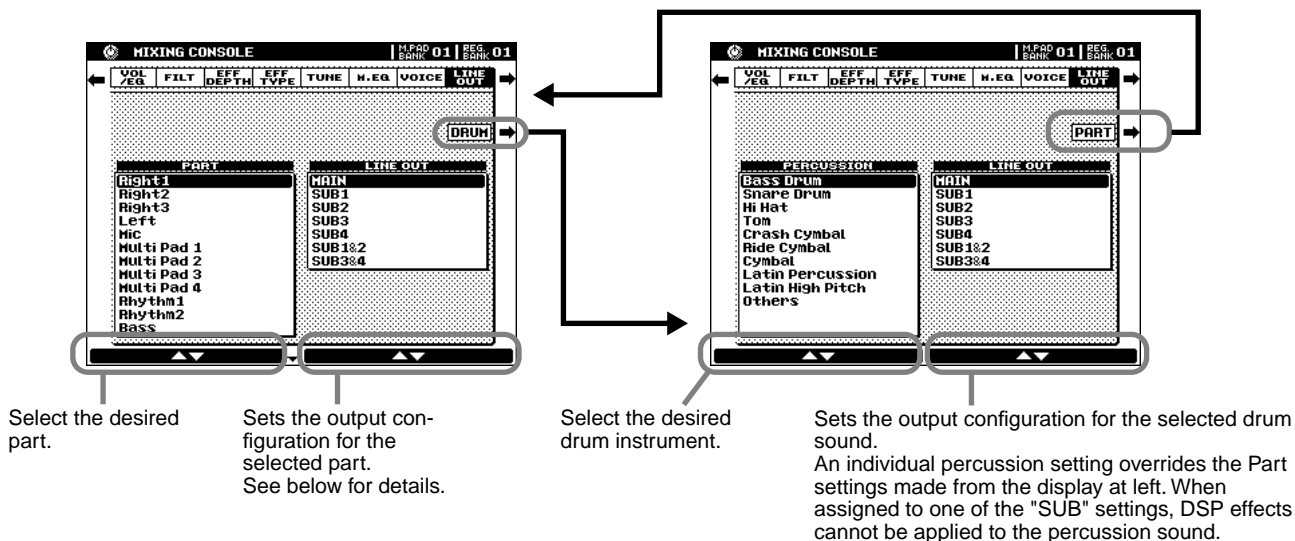 MIXING CONSOLE
M.PAD BANK 01
REG. BANK 01
VOL /EQ
FILT
EFF DEPTH
EFF TYPE
TUNE
M.EQ
VOICE
LINE OUT
DRUM
PART
Right1
Right2
Right3
Left
Mic
Multi Pad 1
Multi Pad 2
Multi Pad 3
Multi Pad 4
Rhythm1
Rhythm2
Bass
LINE OUT
MAIN
SUB1
SUB2
SUB3
SUB4
SUB1&2
SUB3&4
Select the desired
part.
Sets the output con-
figuration for the
selected part.
See below for details.
MIXING CONSOLE
M.PAD BANK 01
REG. BANK 01
VOL /EQ
FILT
EFF DEPTH
EFF TYPE
TUNE
M.EQ
VOICE
LINE OUT
PART
PERCUSSION
Bass Drum
Snare Drum
Hi Hat
Tom
Crash Cymbal
Ride Cymbal
Cymbal
Latin Percussion
Latin High Pitch
Others
LINE OUT
MAIN
SUB1
SUB2
SUB3
SUB4
SUB1&2
SUB3&4
Select the desired
drum instrument.
Sets the output configuration for the selected drum
sound.
An individual percussion setting overrides the Part
settings made from the display at left. When
assigned to one of the "SUB" settings, DSP effects
cannot be applied to the percussion sound.